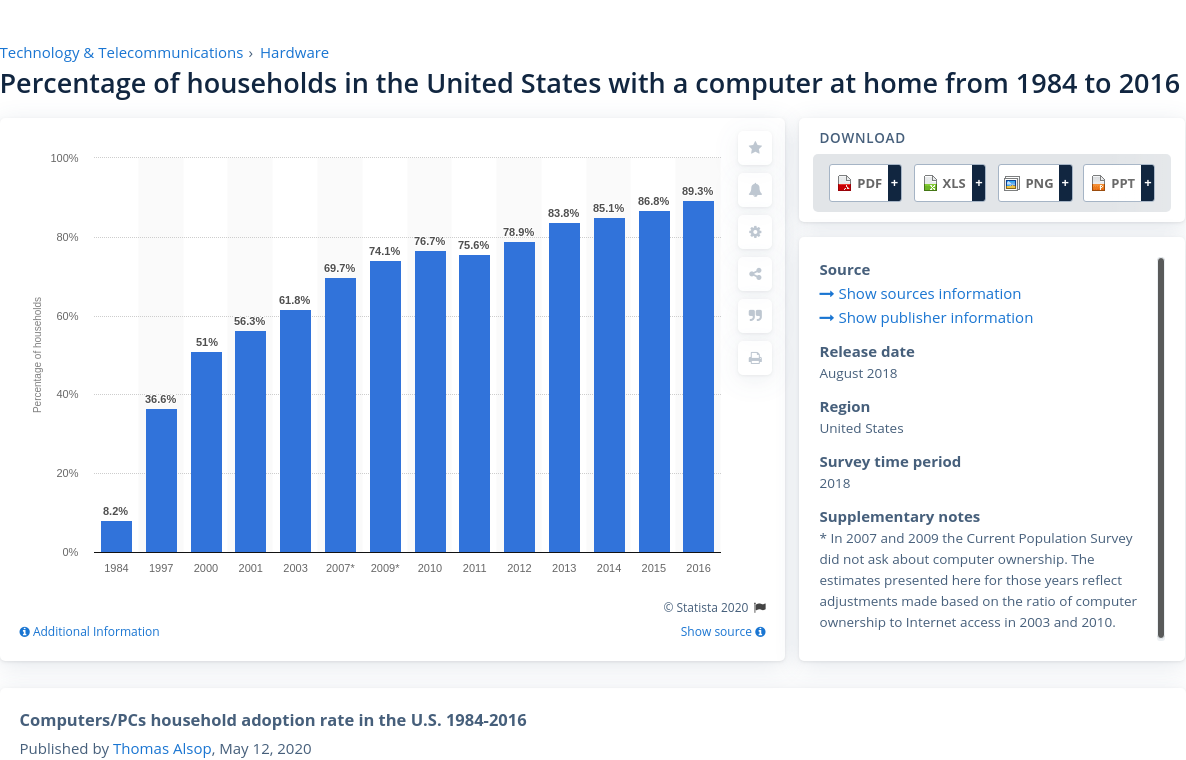 Technology & Telecommunications › Hardware
Percentage of households in the United States with a computer at home from 1984 to 2016
100%
80%
60%
40%
20%
0%
Percentage of households
8.2%
36.6%
51%
56.3%
61.8%
69.7%
74.1%
76.7%
75.6%
78.9%
83.8%
85.1%
86.8%
89.3%
1984 1997 2000 2001 2003 2007* 2009* 2010 2011 2012 2013 2014 2015 2016
© Statista 2020
Additional Information
Show source
DOWNLOAD
PDF + XLS + PNG + PPT +
Source
Show sources information
Show publisher information
Release date
August 2018
Region
United States
Survey time period
2018
Supplementary notes
* In 2007 and 2009 the Current Population Survey
did not ask about computer ownership. The
estimates presented here for those years reflect
adjustments made based on the ratio of computer
ownership to Internet access in 2003 and 2010.
Computers/PCs household adoption rate in the U.S. 1984-2016
Published by Thomas Alsop, May 12, 2020